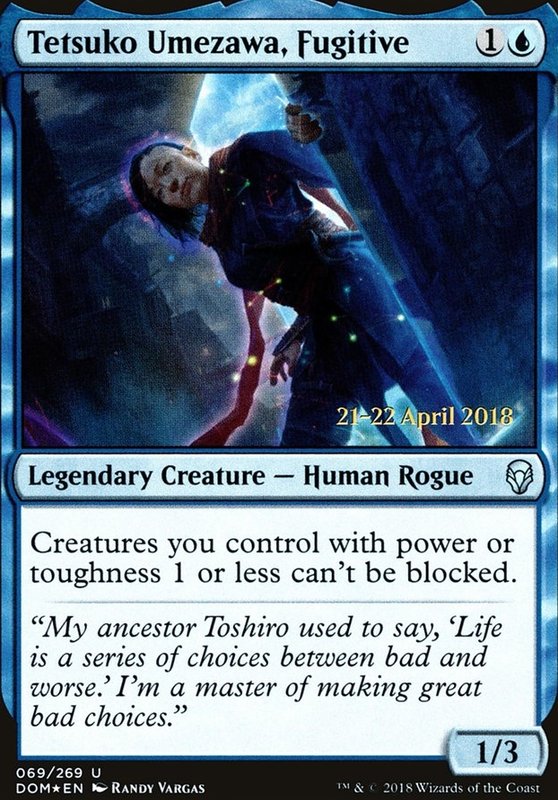 Tetsuko Umezawa, Fugitive 1
21–22 April 2018
Legendary Creature — Human Rogue
Creatures you control with power or
toughness 1 or less can't be blocked.
“My ancestor Toshiro used to say, ‘Life
is a series of choices between bad and
worse.’ I'm a master of making great
bad choices.”
1/3
069/269 U
DOM★EN Randy Vargas
™ & © 2018 Wizards of the Coast